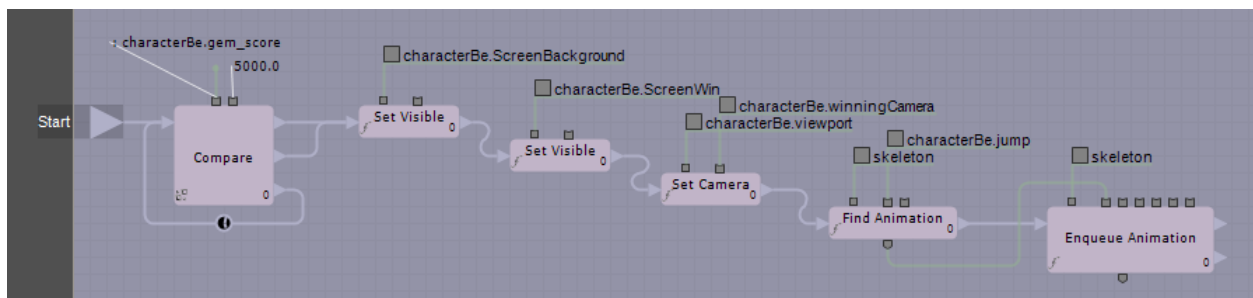 characterBe.gem_score
5000.0
characterBe.ScreenBackground
characterBe.ScreenWin
characterBe.winningCamera
characterBe.viewport
characterBe.jump
skeleton
skeleton
Start
Compare
0
Set Visible
0
Set Visible
0
Set Camera
0
Find Animation
0
Enqueue Animation
0